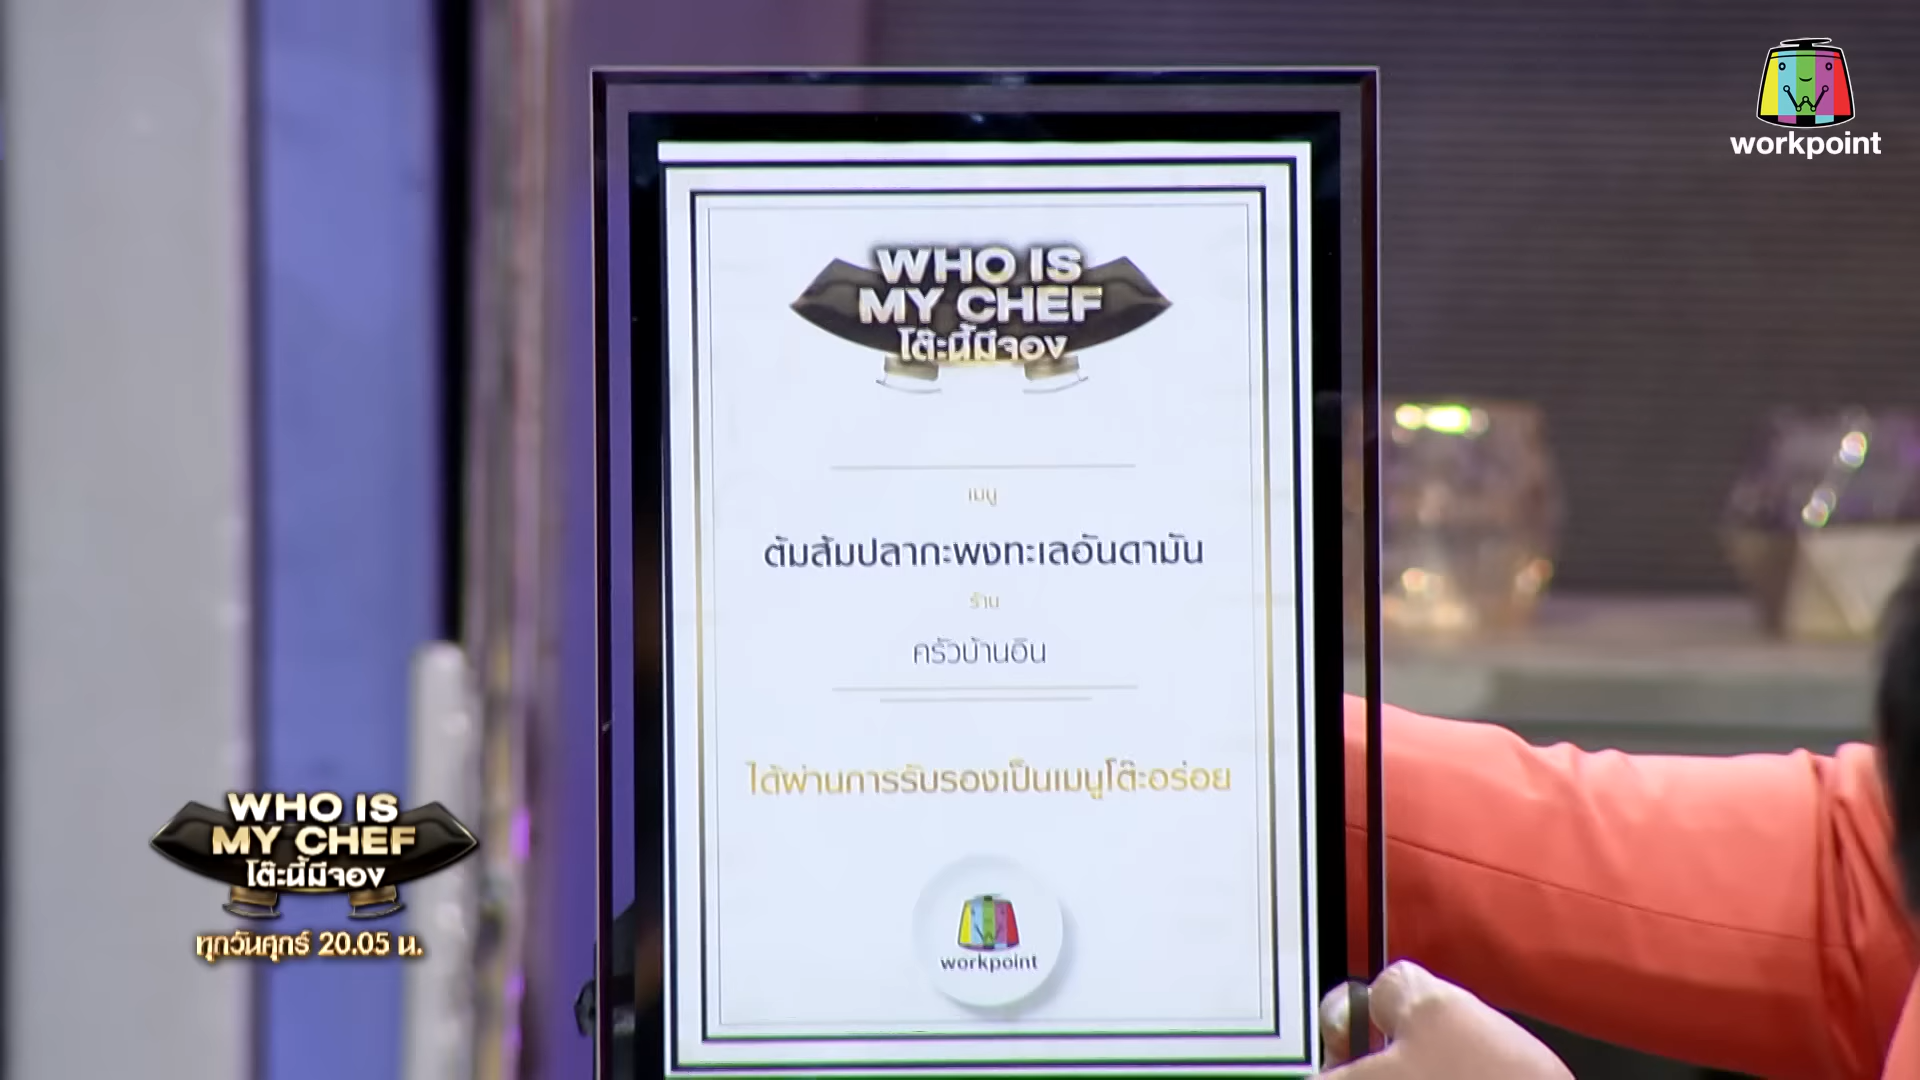 workpoint
WHO IS
MY CHEF
โต๊ะนี้มีจอง
เมนู
ต้มส้มปลากะพงทะเลอันดามัน
ร้าน
ครัวบ้านอิน
ได้ผ่านการรับรองเป็นเมนูโต๊ะอร่อย
workpoint
WHO IS
MY CHEF
โต๊ะนี้มีจอง
ทุกวันศุกร์ 20.05 น.